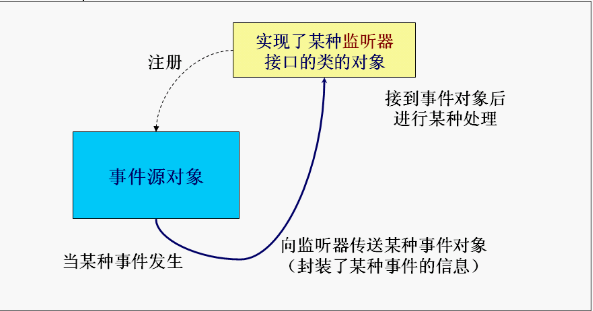 实现了某种监听器
接口的类的对象
注册
接到事件对象后
进行某种处理
事件源对象
向监听器传送某种事件对象
（封装了某种事件的信息）
当某种事件发生